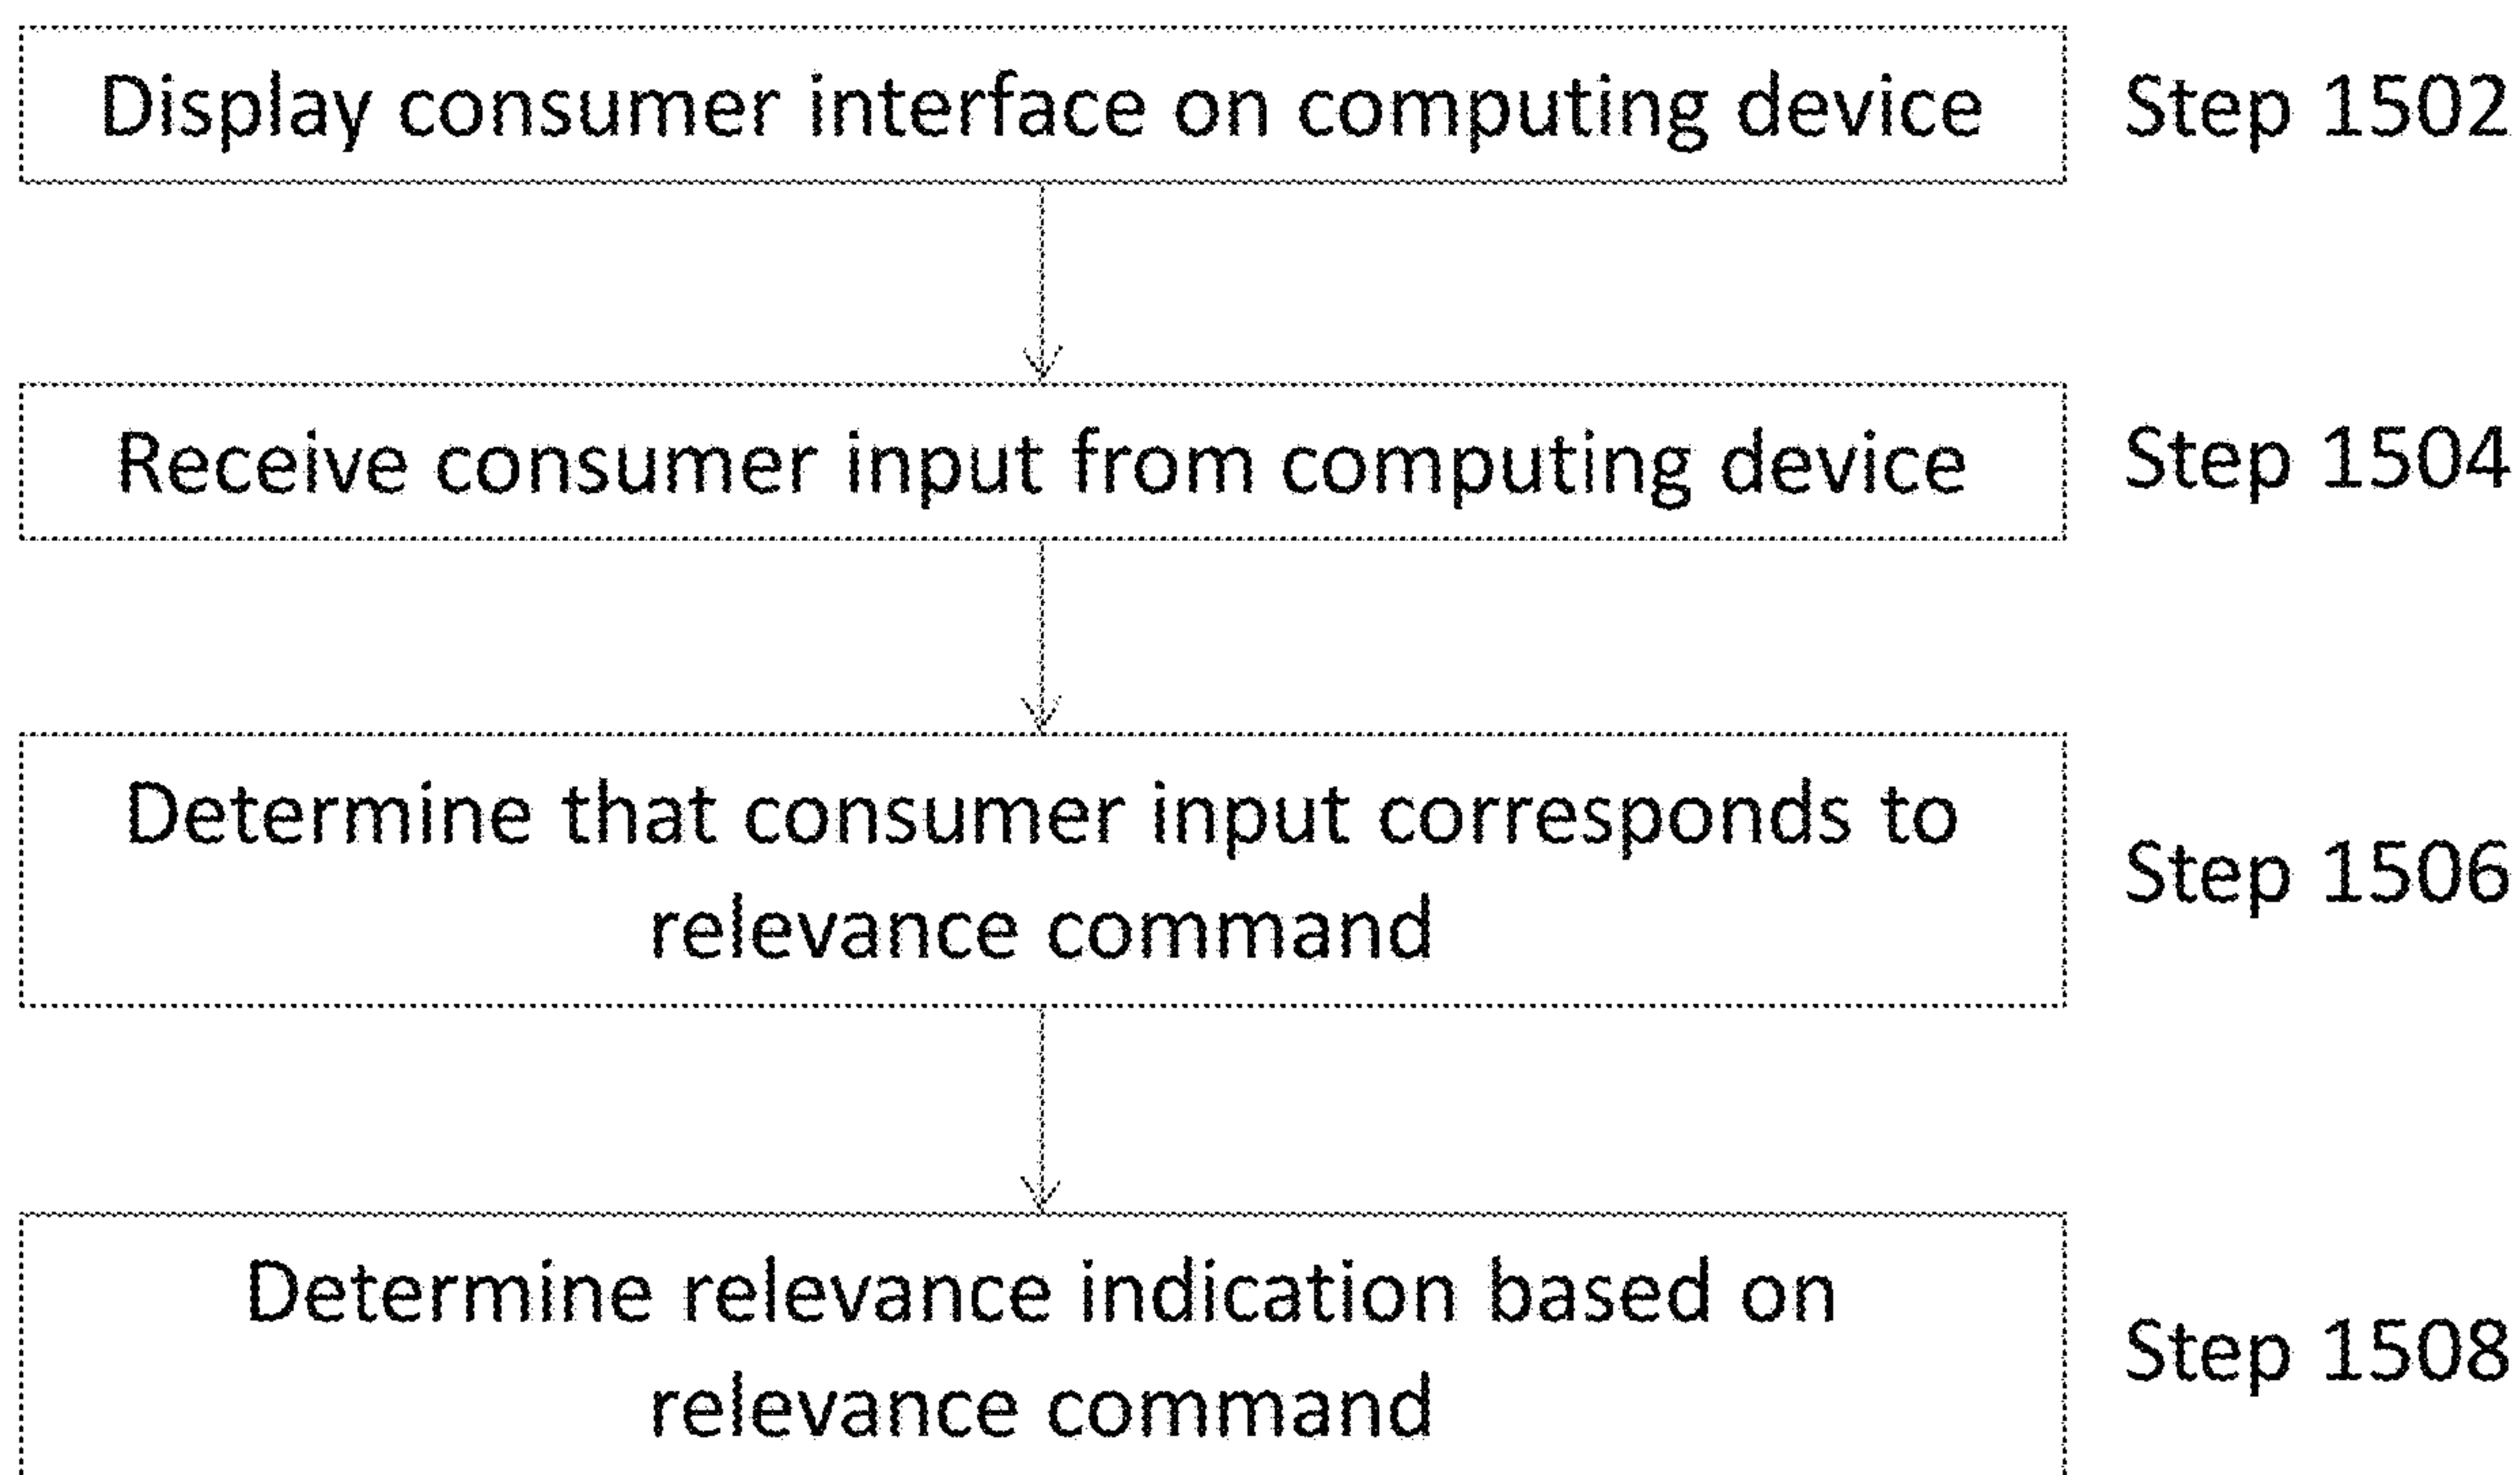 Display consumer interface on computing device
Step 1502
Receive consumer input from computing device
Step 1504
Determine that consumer input corresponds to
relevance command
Step 1506
Determine relevance indication based on
relevance command
Step 1508